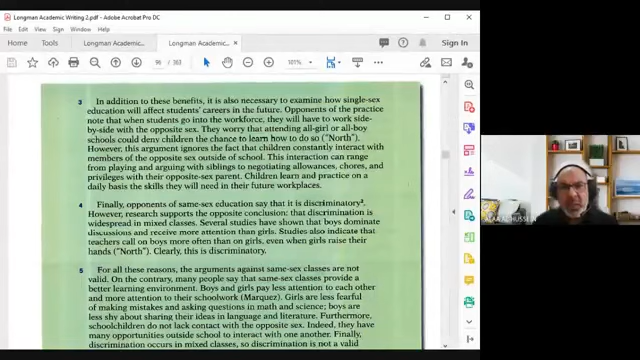 Longman Academic Writing 2.pdf - Adobe Acrobat Pro DC
File Edit View Sign Window Help
Home Tools Longman Academic... Longman Academic... × Sign In
96 / 363 101%
3 In addition to these benefits, it is also necessary to examine how single-sex
education will affect students' careers in the future. Opponents of the practice
note that when students go into the workforce, they will have to work side-
by-side with the opposite sex. They worry that attending all-girl or all-boy
schools could deny children the chance to learn how to do so ("North").
However, this argument ignores the fact that children constantly interact with
members of the opposite sex outside of school. This interaction can range
from playing and arguing with siblings to negotiating allowances, chores, and
privileges with their opposite-sex parent. Children learn and practice on a
daily basis the skills they will need in their future workplaces.
4 Finally, opponents of same-sex education say that it is discriminatory².
However, research supports the opposite conclusion: that discrimination is
widespread in mixed classes. Several studies have shown that boys dominate
discussions and receive more attention than girls. Studies also indicate that
teachers call on boys more often than on girls, even when girls raise their
hands ("North"). Clearly, this is discriminatory.
5 For all these reasons, the arguments against same-sex classes are not
valid. On the contrary, many people say that same-sex classes provide a
better learning environment. Boys and girls pay less attention to each other
and more attention to their schoolwork (Marquez). Girls are less fearful
of making mistakes and asking questions in math and science; boys are
less shy about sharing their ideas in language and literature. Furthermore,
schoolchildren do not lack contact with the opposite sex. Indeed, they have
many opportunities outside school to interact with one another. Finally,
discrimination occurs in mixed classes, so discrimination is not a valid